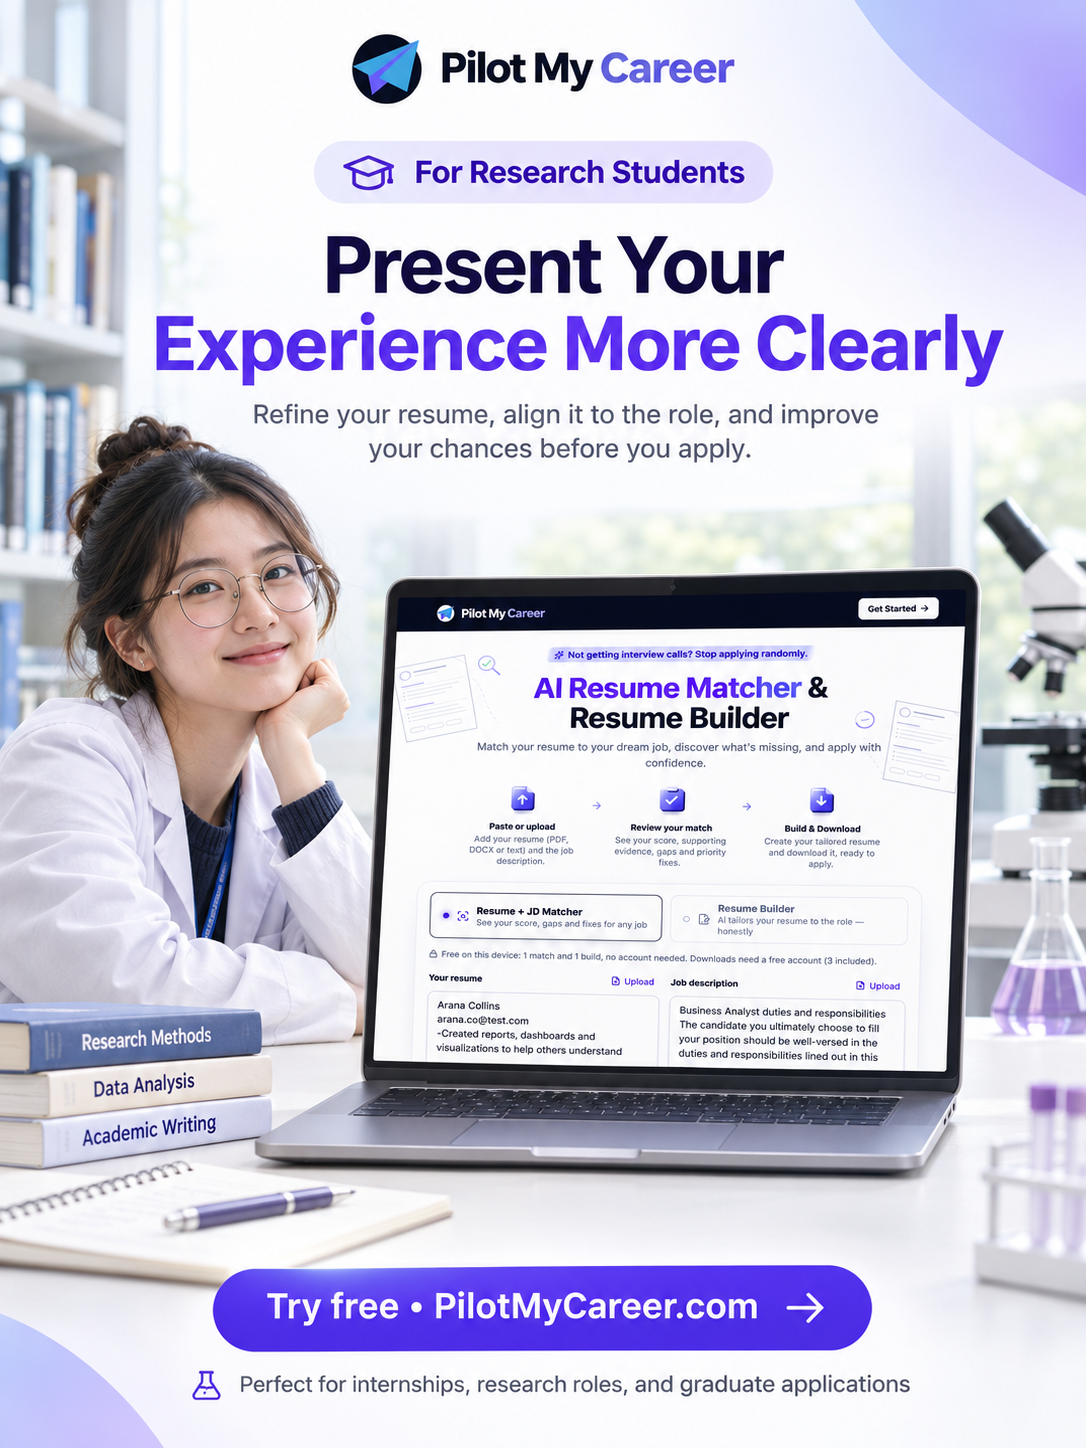 Pilot My Career
For Research Students
Present Your
Experience More Clearly
Refine your resume, align it to the role, and improve
your chances before you apply.
Pilot My Career
Get Started →
Not getting interview calls? Stop applying randomly.
AI Resume Matcher &
Resume Builder
Match your resume to your dream job, discover what's missing, and apply with
confidence.
Paste or upload
Add your resume (PDF,
DOCX or text) and the job
description.
Review your match
See your score, supporting
evidence, gaps and priority
fixes.
Build & Download
Create your tailored resume
and download it, ready to
apply.
Resume + JD Matcher
See your score, gaps and fixes for any job
Resume Builder
AI tailors your resume to the role —
honestly
Free on this device: 1 match and 1 build, no account needed. Downloads need a free account (3 included).
Your resume
Upload
Arana Collins
arana.co@test.com
-Created reports, dashboards and
visualizations to help others understand
Job description
Upload
Business Analyst duties and responsibilities
The candidate you ultimately choose to fill
your position should be well-versed in the
duties and responsibilities lined out in this
Research Methods
Data Analysis
Academic Writing
Try free • PilotMyCareer.com →
Perfect for internships, research roles, and graduate applications